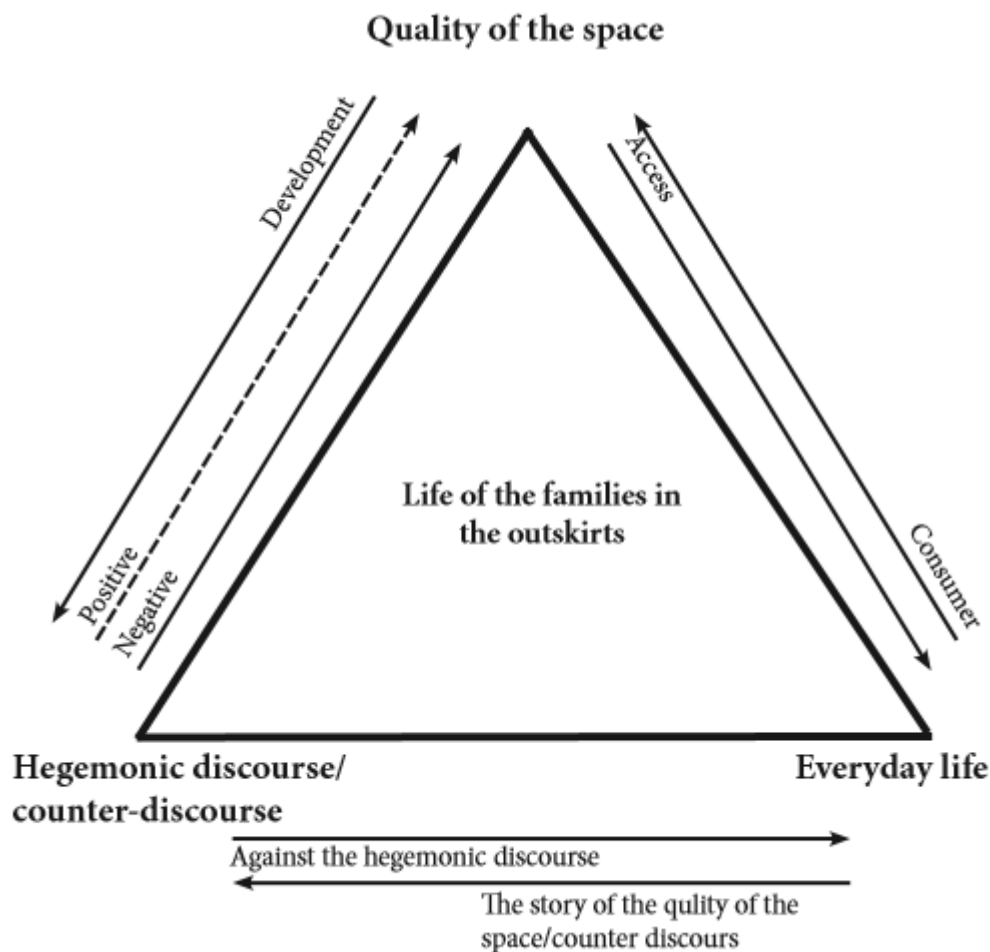 Quality of the space
Development
Access
Positive
Negative
Life of the families in
the outskirts
Consumer
Hegemonic discourse/
counter-discourse
Everyday life
Against the hegemonic discourse
The story of the qulity of the
space/counter discours